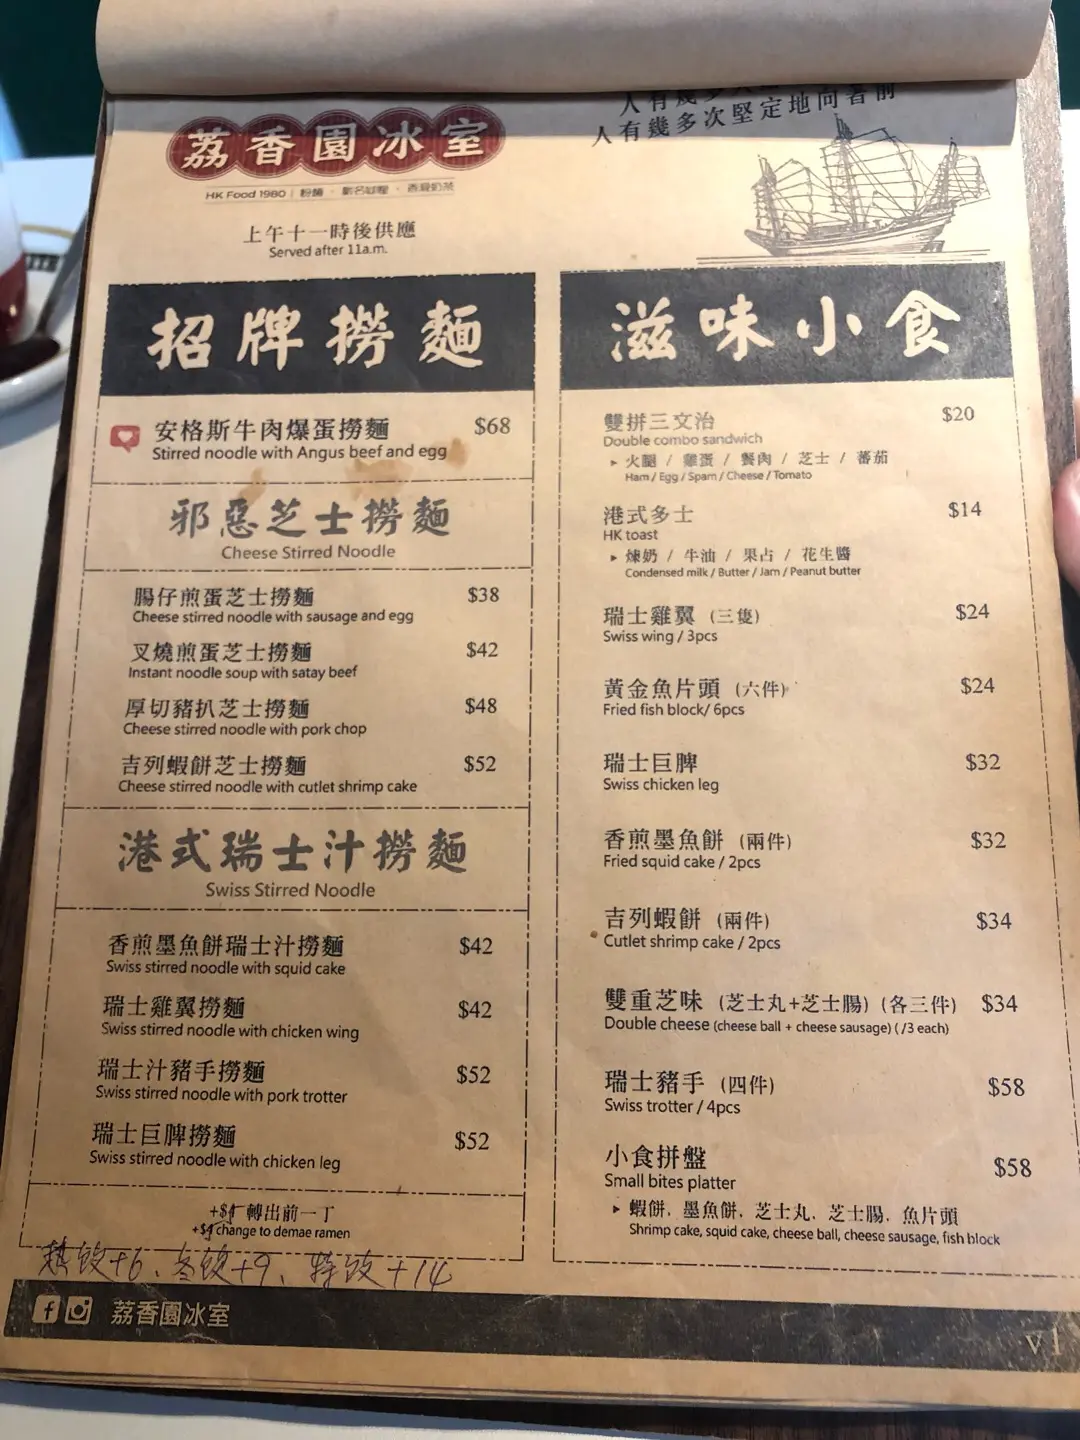 人有幾多次堅定地向着前
荔香園冰室
HK Food 1980
上午十一時後供應
Served after 11a.m.
招牌撈麵
安格斯牛肉爆蛋撈麵 $68
Stirred noodle with Angus beef and egg
邪惡芝士撈麵
Cheese Stirred Noodle
腸仔煎蛋芝士撈麵 $38
Cheese stirred noodle with sausage and egg
叉燒煎蛋芝士撈麵 $42
Instant noodle soup with satay beef
厚切豬扒芝士撈麵 $48
Cheese stirred noodle with pork chop
吉列蝦餅芝士撈麵 $52
Cheese stirred noodle with cutlet shrimp cake
港式瑞士汁撈麵
Swiss Stirred Noodle
香煎墨魚餅瑞士汁撈麵 $42
Swiss stirred noodle with squid cake
瑞士雞翼撈麵 $42
Swiss stirred noodle with chicken wing
瑞士汁豬手撈麵 $52
Swiss stirred noodle with pork trotter
瑞士巨脾撈麵 $52
Swiss stirred noodle with chicken leg
轉出前一丁
change to demae ramen
熱飲+6、冬飲+9、特飲+14
滋味小食
雙拼三文治 $20
Double combo sandwich
▸ 火腿 / 雞蛋 / 餐肉 / 芝士 / 蕃茄
Ham / Egg / Spam / Cheese / Tomato
港式多士 $14
HK toast
▸ 煉奶 / 牛油 / 果占 / 花生醬
Condensed milk / Butter / Jam / Peanut butter
瑞士雞翼 (三隻) $24
Swiss wing / 3pcs
黃金魚片頭 (六件) $24
Fried fish block/ 6pcs
瑞士巨脾 $32
Swiss chicken leg
香煎墨魚餅 (兩件) $32
Fried squid cake / 2pcs
吉列蝦餅 (兩件) $34
Cutlet shrimp cake / 2pcs
雙重芝味 (芝士丸+芝士腸) (各三件) $34
Double cheese (cheese ball + cheese sausage) ( /3 each)
瑞士豬手 (四件) $58
Swiss trotter / 4pcs
小食拼盤 $58
Small bites platter
▸ 蝦餅, 墨魚餅, 芝士丸, 芝士腸, 魚片頭
Shrimp cake, squid cake, cheese ball, cheese sausage, fish block
荔香園冰室
v1